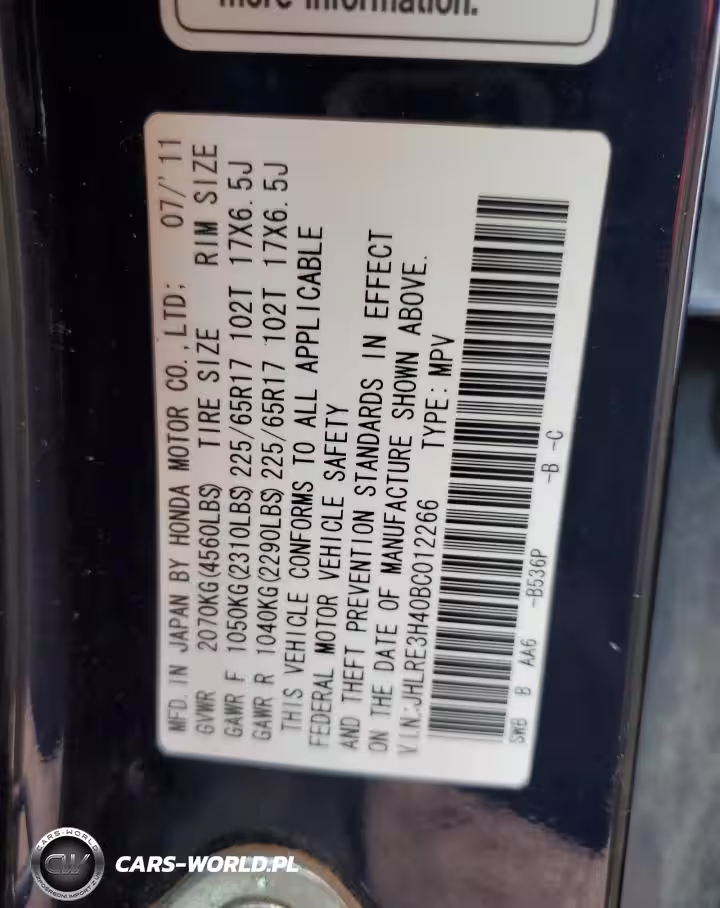 more information.
MFD. IN JAPAN BY HONDA MOTOR CO.,LTD; 07/'11
GVWR 2070KG(4560LBS) TIRE SIZE RIM SIZE
GAWR F 1050KG(2310LBS) 225/65R17 102T 17X6.5J
GAWR R 1040KG(2290LBS) 225/65R17 102T 17X6.5J
THIS VEHICLE CONFORMS TO ALL APPLICABLE
FEDERAL MOTOR VEHICLE SAFETY
AND THEFT PREVENTION STANDARDS IN EFFECT
ON THE DATE OF MANUFACTURE SHOWN ABOVE.
V.I.N:JHLRE3H40BC012266 TYPE:MPV
SWB B AA6 -B536P -B -C
CARS-WORLD
CW
CARS-WORLD.PL